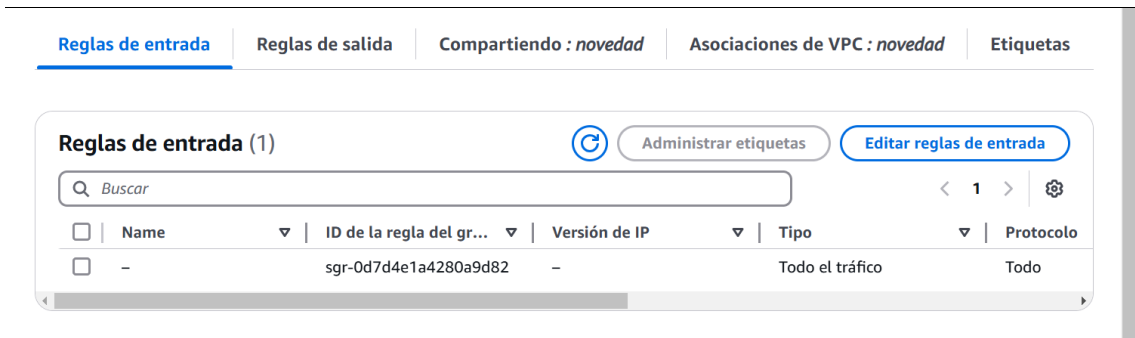 Reglas de entrada Reglas de salida Compartiendo : novedad Asociaciones de VPC : novedad Etiquetas
Reglas de entrada (1) Administrar etiquetas Editar reglas de entrada
Buscar 1
Name ID de la regla del gr... Versión de IP Tipo Protocolo
– sgr-0d7d4e1a4280a9d82 – Todo el tráfico Todo